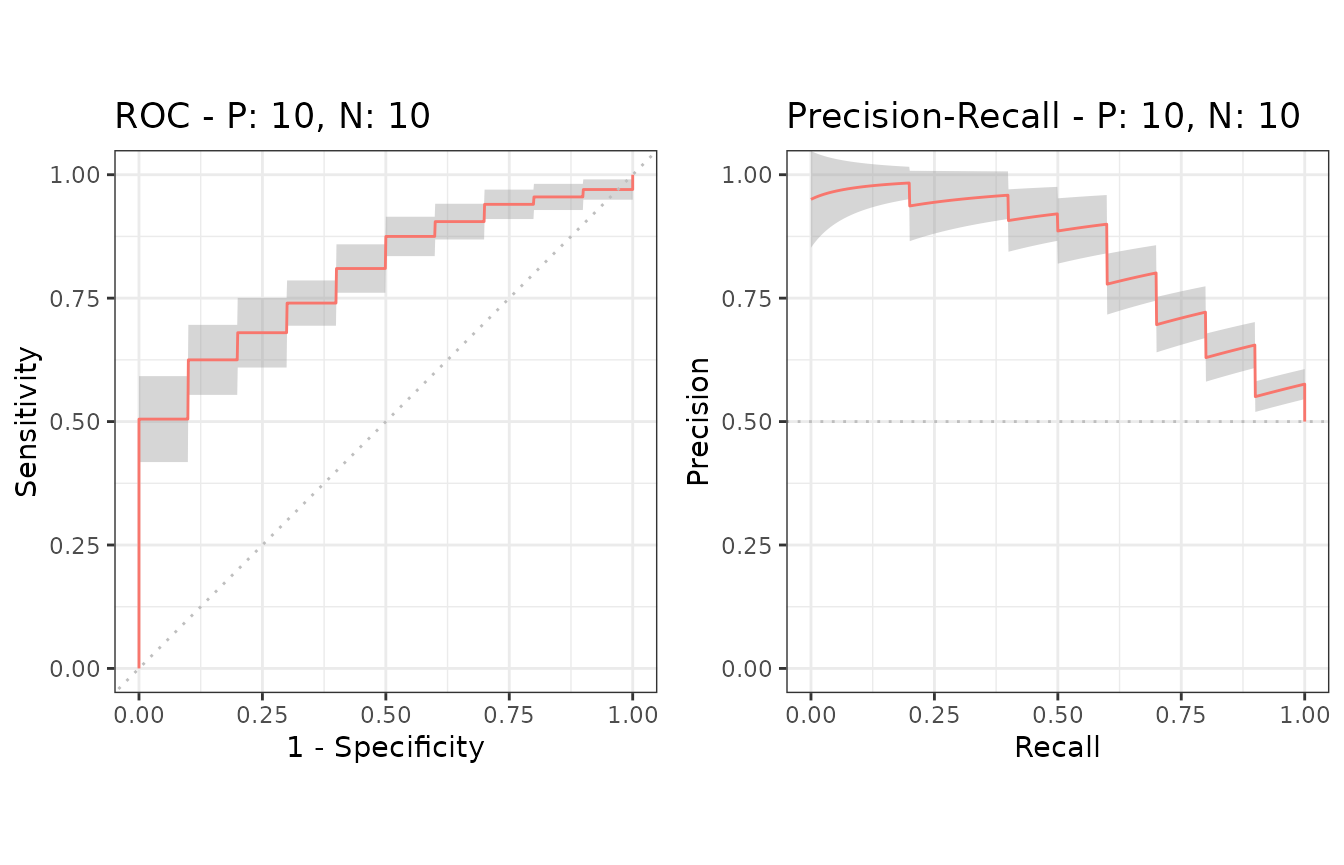 ROC - P: 10, N: 10
Precision-Recall - P: 10, N: 10
1.00
0.75
0.50
0.25
0.00
Sensitivity
0.00 0.25 0.50 0.75 1.00
1 - Specificity
1.00
0.75
0.50
0.25
0.00
Precision
0.00 0.25 0.50 0.75 1.00
Recall